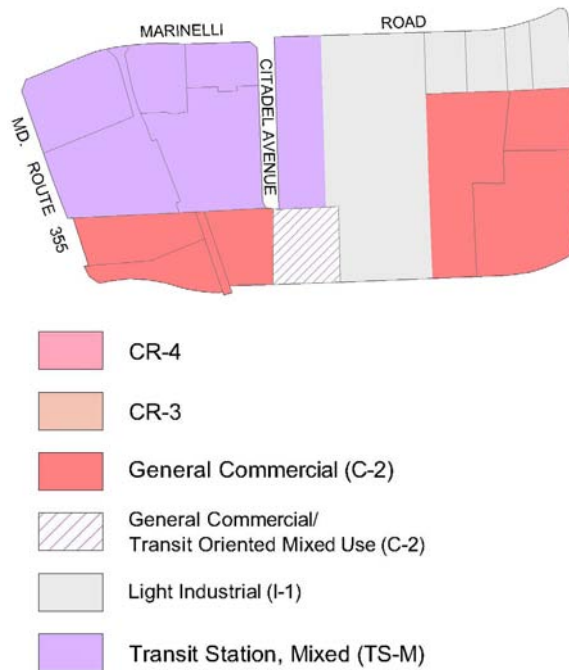 MARINELLI
ROAD
CITADEL AVENUE
MD. ROUTE 355
CR-4
CR-3
General Commercial (C-2)
General Commercial/
Transit Oriented Mixed Use (C-2)
Light Industrial (I-1)
Transit Station, Mixed (TS-M)